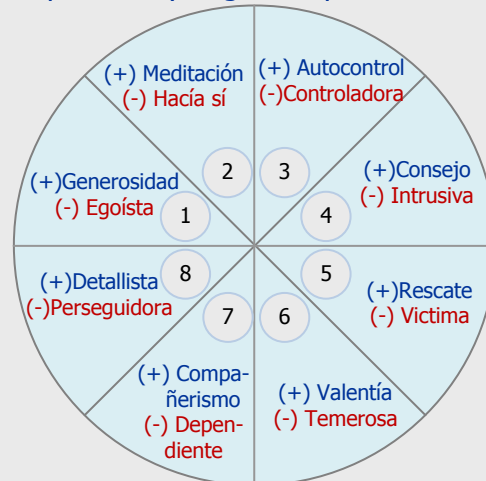 (+) Meditación
(-) Hacía sí
(+) Autocontrol
(-)Controladora
(+)Generosidad
(-) Egoísta
(+)Consejo
(-) Intrusiva
2
3
1
4
8
5
7
6
(+)Detallista
(-)Perseguidora
(+)Rescate
(-) Victima
(+) Compa-
ñerismo
(-) Depen-
diente
(+) Valentía
(-) Temerosa